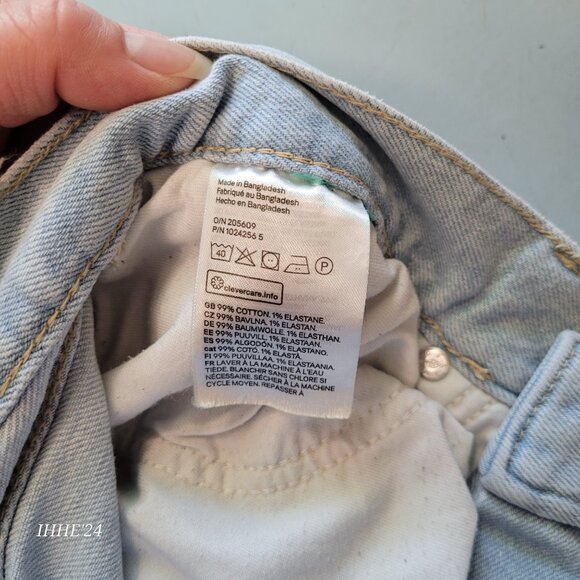 Made in Bangladesh
Fabriqué au Bangladesh
Hecho en Bangladesh
O/N 205609
P/N 1024256 5
40 P
clevercare.info
GB 99% COTTON. 1% ELASTANE.
CZ 99% BAVLNA. 1% ELASTAN.
DE 99% BAUMWOLLE. 1% ELASTHAN.
EE 99% PUUVILL. 1% ELASTAAN.
ES 99% ALGODÓN. 1% ELASTANO.
cat 99% COTÓ. 1% ELASTÀ.
FI 99% PUUVILLAA. 1% ELASTAANIA.
FR LAVER À LA MACHINE À L'EAU
TIÈDE. BLANCHIR SANS CHLORE SI
NÉCESSAIRE. SÉCHER À LA MACHINE
CYCLE MOYEN. REPASSER À
IHHE'24